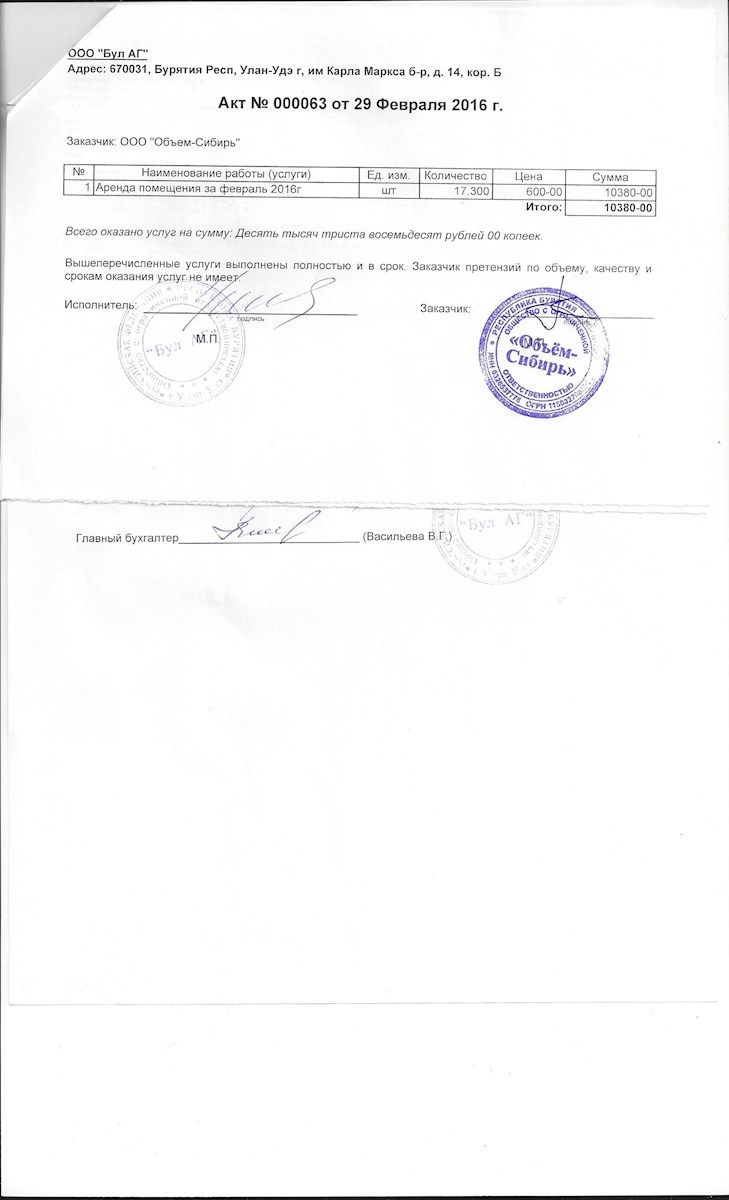 ООО "Бул АГ"
Адрес: 670031, Бурятия Респ, Улан-Удэ г, им Карла Маркса б-р, д. 14, кор. Б
Акт № 000063 от 29 Февраля 2016 г.
Заказчик: ООО "Объем-Сибирь"
№ Наименование работы (услуги) Ед. изм. Количество Цена Сумма
1 Аренда помещения за февраль 2016г шт 17.300 600-00 10380-00
Итого: 10380-00
Всего оказано услуг на сумму: Десять тысяч триста восемьдесят рублей 00 копеек.
Вышеперечисленные услуги выполнены полностью и в срок. Заказчик претензий по объему, качеству и
срокам оказания услуг не имеет.
Исполнитель: Заказчик:
подпись
М.П.
"Бул АГ"
РЕСПУБЛИКА БУРЯТИЯ
ОБЩЕСТВО С ОГРАНИЧЕННОЙ
«Объём-
Сибирь»
ОТВЕТСТВЕННОСТЬЮ
Главный бухгалтер (Васильева В.Г.)
"Бул АГ"